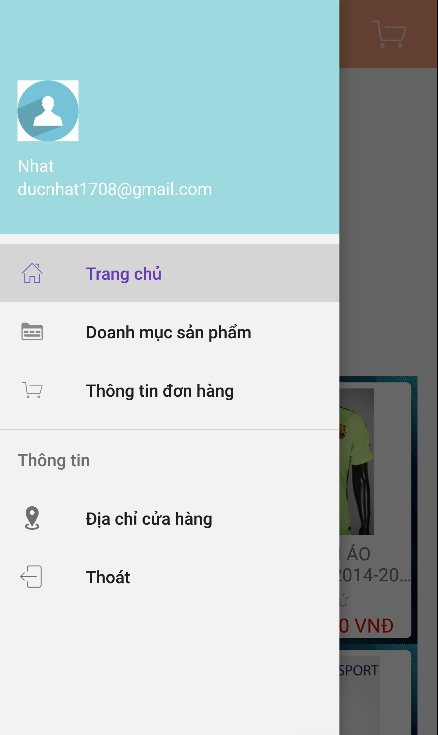 Nhat
ducnhat1708@gmail.com
Trang chủ
Doanh mục sản phẩm
Thông tin đơn hàng
Thông tin
Địa chỉ cửa hàng
Thoát
ÁO
2014-20...
0 VNĐ
SPORT